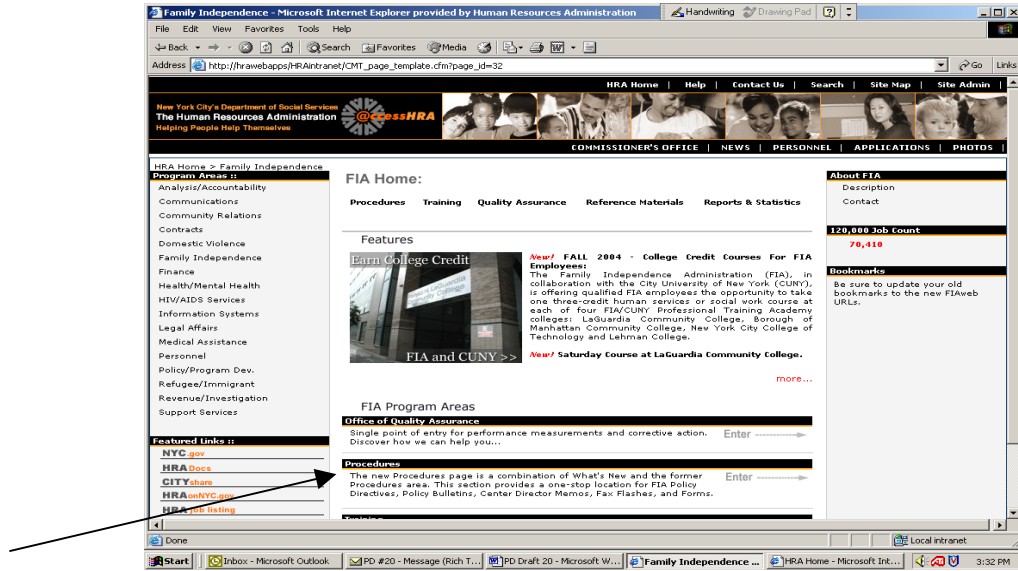 Family Independence - Microsoft Internet Explorer provided by Human Resources Administration
Handwriting Drawing Pad
File Edit View Favorites Tools Help
Back Search Favorites Media
Address http://hrawebapps/HRAintranet/CMT_page_template.cfm?page_id=32 Go Links
HRA Home | Help | Contact Us | Search | Site Map | Site Admin |
New York City's Department of Social Services
The Human Resources Administration
Helping People Help Themselves
@ccessHRA
COMMISSIONER'S OFFICE | NEWS | PERSONNEL | APPLICATIONS | PHOTOS |
HRA Home > Family Independence
Program Areas ::
Analysis/Accountability
Communications
Community Relations
Contracts
Domestic Violence
Family Independence
Finance
Health/Mental Health
HIV/AIDS Services
Information Systems
Legal Affairs
Medical Assistance
Personnel
Policy/Program Dev.
Refugee/Immigrant
Revenue/Investigation
Support Services
Featured Links ::
NYC.gov
HRA Docs
CITYshare
HRAonNYC.gov
HRA job listing
FIA Home:
Procedures Training Quality Assurance Reference Materials Reports & Statistics
Features
Earn College Credit
FIA and CUNY >>
New! FALL 2004 - College Credit Courses For FIA
Employees:
The Family Independence Administration (FIA), in
collaboration with the City University of New York (CUNY),
is offering qualified FIA employees the opportunity to take
one three-credit human services or social work course at
each of four FIA/CUNY Professional Training Academy
colleges: LaGuardia Community College, Borough of
Manhattan Community College, New York City College of
Technology and Lehman College.
New! Saturday Course at LaGuardia Community College.
more...
FIA Program Areas
Office of Quality Assurance
Single point of entry for performance measurements and corrective action.
Discover how we can help you...
Enter
Procedures
The new Procedures page is a combination of What's New and the former
Procedures area. This section provides a one-stop location for FIA Policy
Directives, Policy Bulletins, Center Director Memos, Fax Flashes, and Forms.
Enter
Training
About FIA
Description
Contact
120,000 Job Count
70,410
Bookmarks
Be sure to update your old
bookmarks to the new FIAweb
URLs.
Done Local intranet
Start Inbox - Microsoft Outlook PD #20 - Message (Rich T... PD Draft 20 - Microsoft W... Family Independence ... HRA Home - Microsoft Int... 3:32 PM